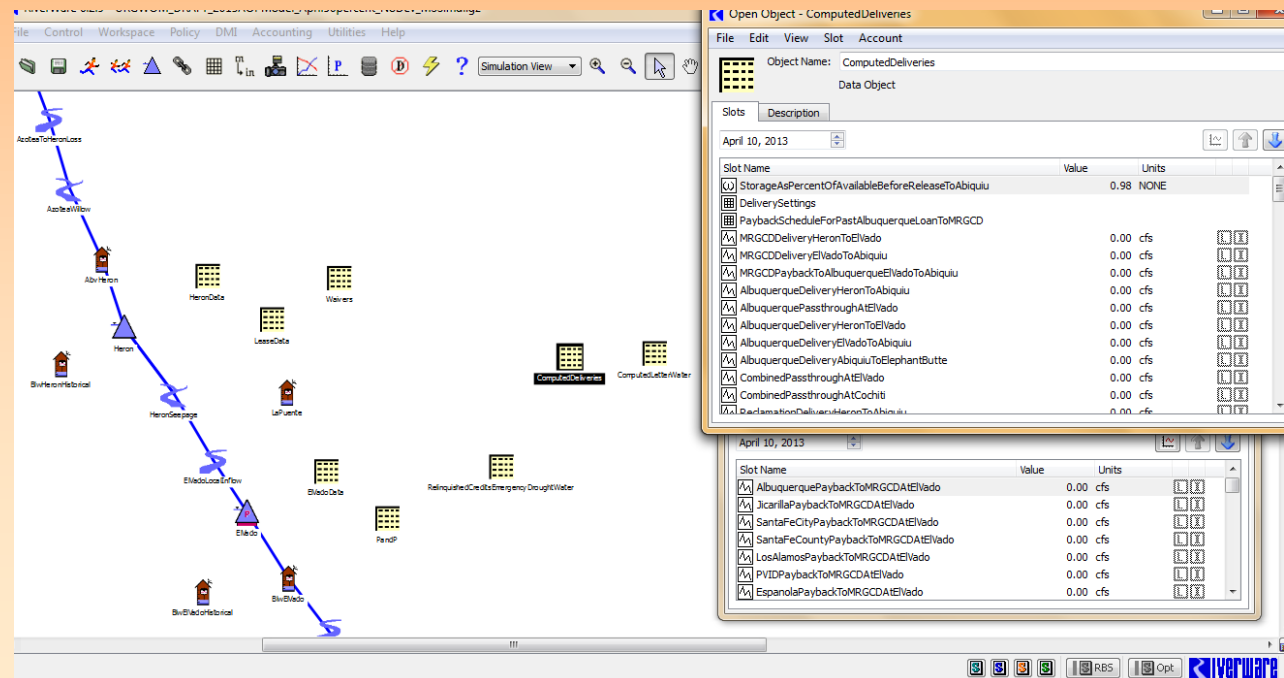 File Control Workspace Policy DMI Accounting Utilities Help
Simulation View
AzoteaToHeronLoss
AzoteaWillow
AbvHeron
HeronData
Waivers
LeaseData
Heron
BlwHeronHistorical
ComputedDeliveries
ComputedLetterWater
HeronSeepage
LaPuente
ElVadoLocalInflow
ElVadoData
RelinquishedCreditsEmergencyDroughtWater
ElVado
PandP
BlwElVado
BlwElVadoHistorical
Open Object - ComputedDeliveries
File Edit View Slot Account
Object Name: ComputedDeliveries
Data Object
Slots Description
April 10, 2013
Slot Name Value Units
StorageAsPercentOfAvailableBeforeReleaseToAbiquiu 0.98 NONE
DeliverySettings
PaybackScheduleForPastAlbuquerqueLoanToMRGCD
MRGCDDeliveryHeronToElVado 0.00 cfs
MRGCDDeliveryElVadoToAbiquiu 0.00 cfs
MRGCDPaybackToAlbuquerqueElVadoToAbiquiu 0.00 cfs
AlbuquerqueDeliveryHeronToAbiquiu 0.00 cfs
AlbuquerquePassthroughAtElVado 0.00 cfs
AlbuquerqueDeliveryHeronToElVado 0.00 cfs
AlbuquerqueDeliveryElVadoToAbiquiu 0.00 cfs
AlbuquerqueDeliveryAbiquiuToElephantButte 0.00 cfs
CombinedPassthroughAtElVado 0.00 cfs
CombinedPassthroughAtCochiti 0.00 cfs
ReclamationDeliveryHeronToAbiquiu 0.00 cfs
April 10, 2013
Slot Name Value Units
AlbuquerquePaybackToMRGCDAtElVado 0.00 cfs
JicarillaPaybackToMRGCDAtElVado 0.00 cfs
SantaFeCityPaybackToMRGCDAtElVado 0.00 cfs
SantaFeCountyPaybackToMRGCDAtElVado 0.00 cfs
LosAlamosPaybackToMRGCDAtElVado 0.00 cfs
PVIDPaybackToMRGCDAtElVado 0.00 cfs
EspanolaPaybackToMRGCDAtElVado 0.00 cfs
RBS Opt RiverWare